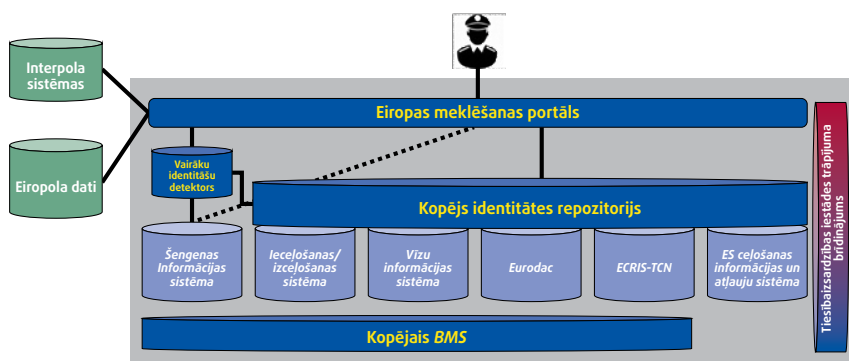 Interpola
sistēmas
Eiropola dati
Eiropas meklēšanas portāls
Vairāku
identitāšu
detektors
Kopējs identitātes repozitorijs
Šengenas
Informācijas
sistēma
Ieceļošanas/
izceļošanas
sistēma
Vīzu
informācijas
sistēma
Eurodac
ECRIS-TCN
ES ceļošanas
informācijas un
atļauju sistēma
Kopējais BMS
Tiesībaizsardzības iestādes trāpījuma
brīdinājums